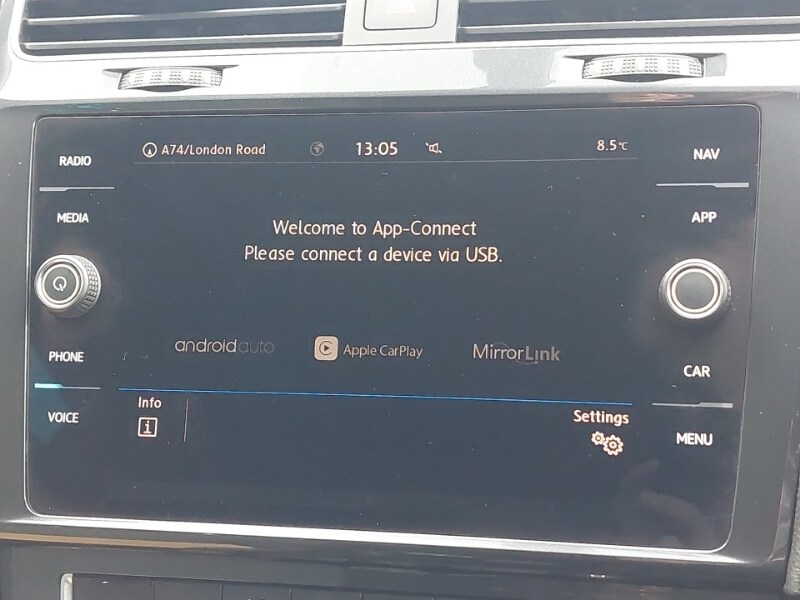 RADIO
MEDIA
PHONE
VOICE
A74/London Road
13:05
8.5°C
Welcome to App-Connect
Please connect a device via USB.
androidauto
Apple CarPlay
MirrorLink
Info
i
Settings
NAV
APP
CAR
MENU